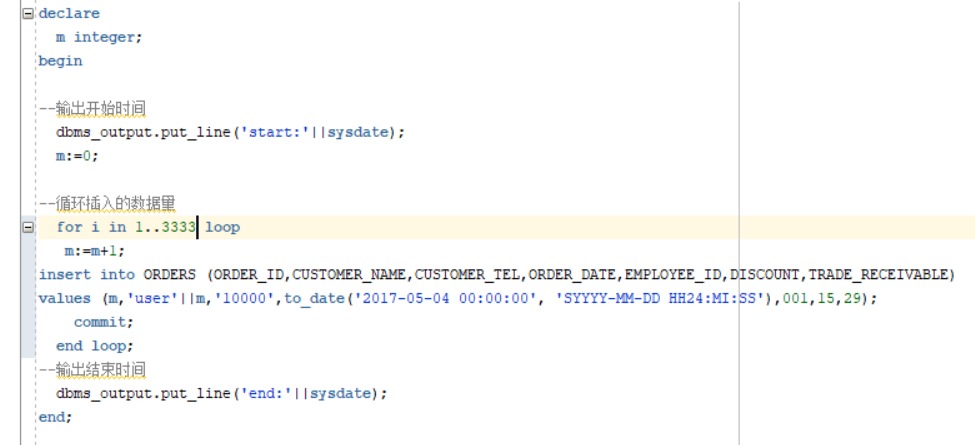 declare
m integer;
begin
--输出开始时间
dbms_output.put_line('start:'||sysdate);
m:=0;
--循环插入的数据量
for i in 1..3333 loop
m:=m+1;
insert into ORDERS (ORDER_ID,CUSTOMER_NAME,CUSTOMER_TEL,ORDER_DATE,EMPLOYEE_ID,DISCOUNT,TRADE_RECEIVABLE)
values (m,'user'||m,'10000',to_date('2017-05-04 00:00:00', 'SYYYY-MM-DD HH24:MI:SS'),001,15,29);
commit;
end loop;
--输出结束时间
dbms_output.put_line('end:'||sysdate);
end;